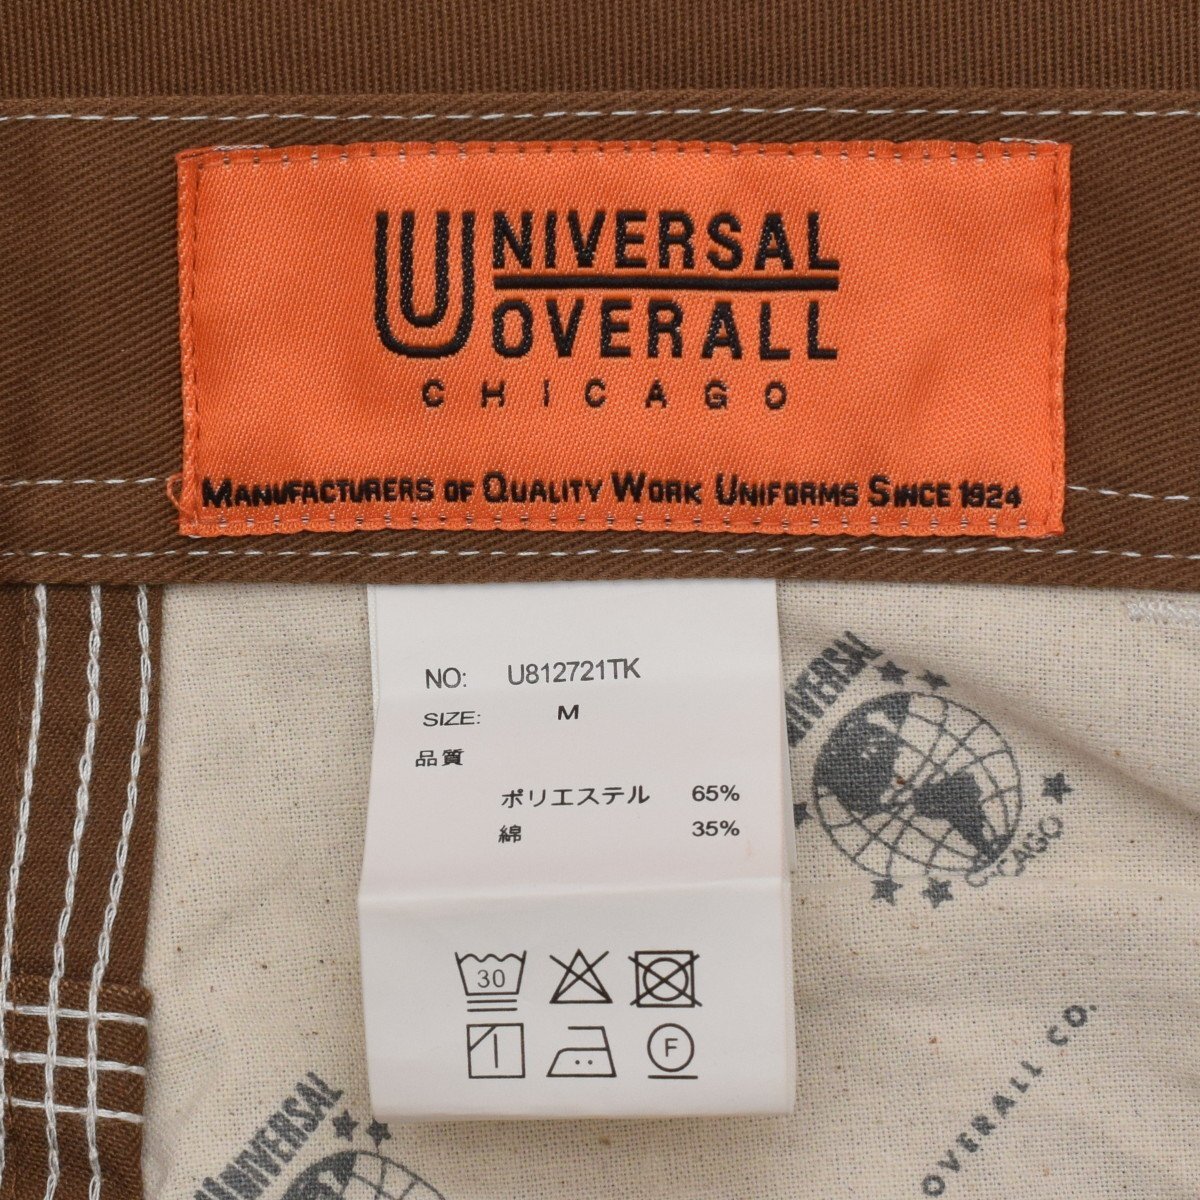 UNIVERSAL
OVERALL
CHICAGO
MANUFACTURERS OF QUALITY WORK UNIFORMS SINCE 1924
NO: U812721TK
SIZE: M
品質
ポリエステル 65%
綿 35%
30
F
UNIVERSAL
CHICAGO
OVERALL CO.
UNIVERSAL